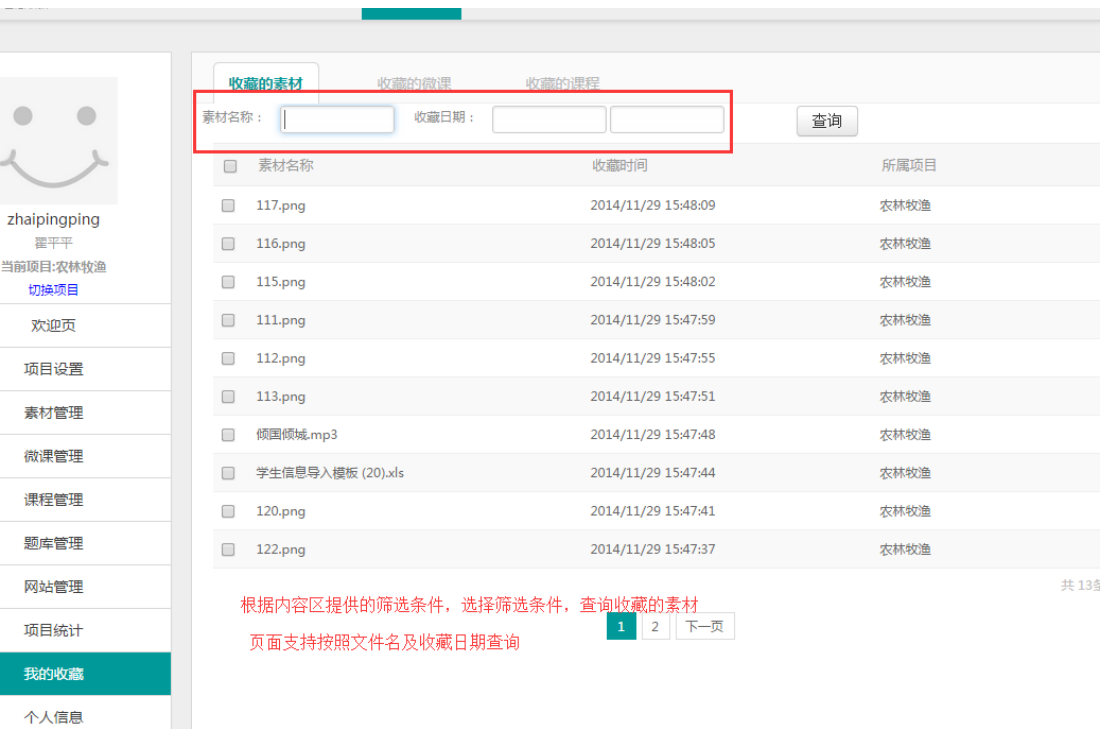 收藏的素材 收藏的微课 收藏的课程
素材名称： 收藏日期： 查询
素材名称 收藏时间 所属项目
117.png 2014/11/29 15:48:09 农林牧渔
116.png 2014/11/29 15:48:05 农林牧渔
115.png 2014/11/29 15:48:02 农林牧渔
111.png 2014/11/29 15:47:59 农林牧渔
112.png 2014/11/29 15:47:55 农林牧渔
113.png 2014/11/29 15:47:51 农林牧渔
倾国倾城.mp3 2014/11/29 15:47:48 农林牧渔
学生信息导入模板 (20).xls 2014/11/29 15:47:44 农林牧渔
120.png 2014/11/29 15:47:41 农林牧渔
122.png 2014/11/29 15:47:37 农林牧渔
共 13条
根据内容区提供的筛选条件，选择筛选条件，查询收藏的素材
1 2 下一页
页面支持按照文件名及收藏日期查询
zhaipingping
翟平平
当前项目:农林牧渔
切换项目
欢迎页
项目设置
素材管理
微课管理
课程管理
题库管理
网站管理
项目统计
我的收藏
个人信息